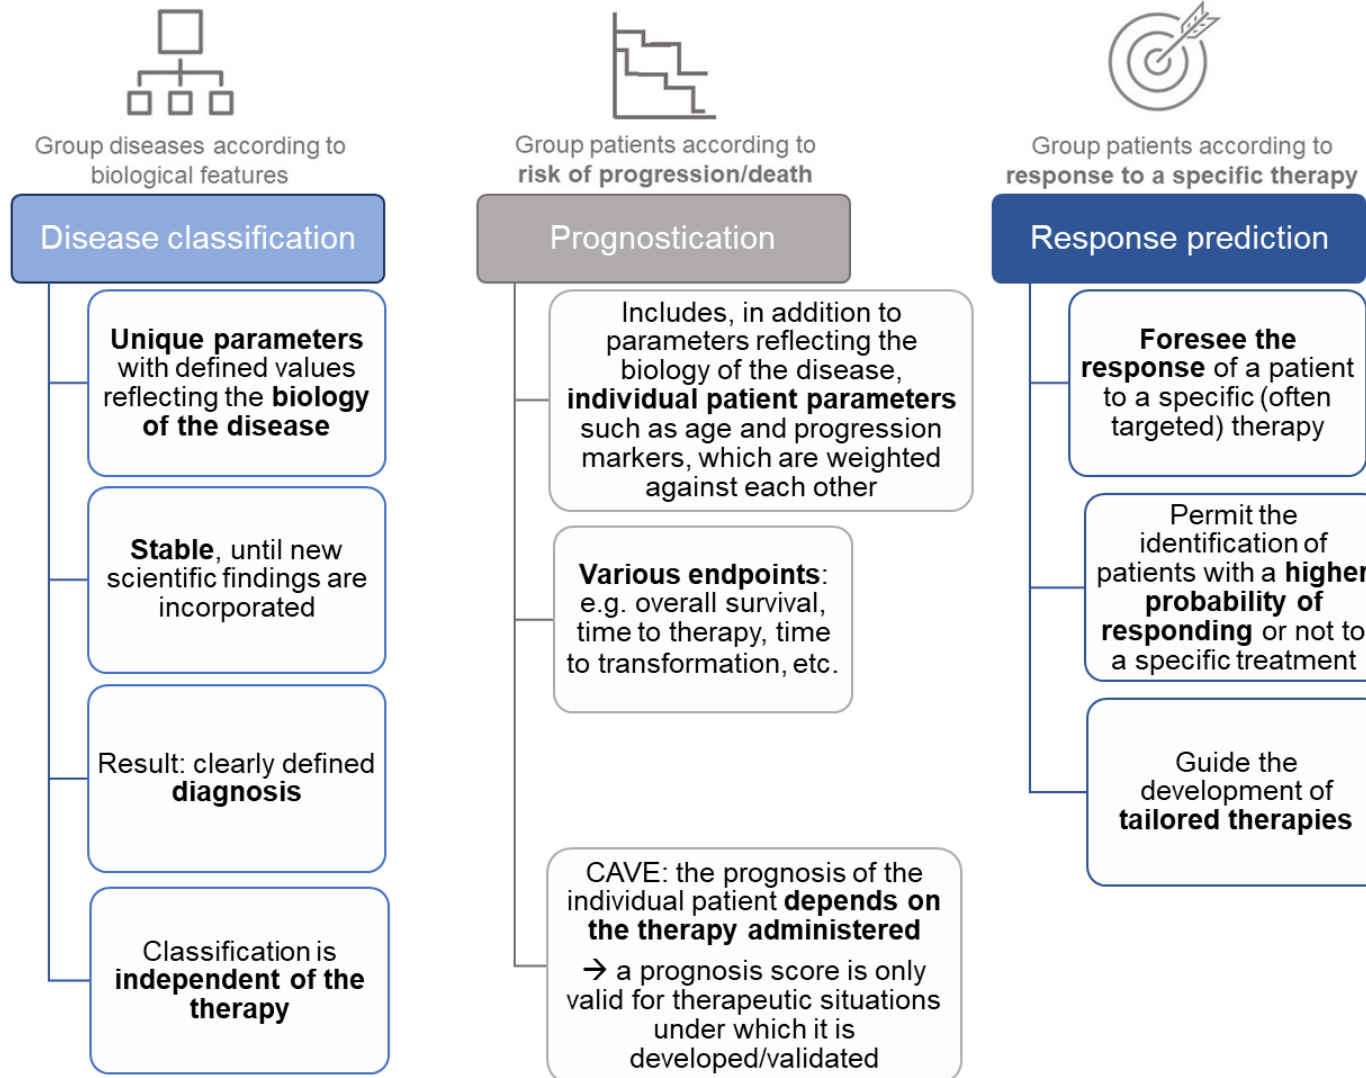 Group diseases according to
biological features
Disease classification
Unique parameters
with defined values
reflecting the biology
of the disease
Stable, until new
scientific findings are
incorporated
Result: clearly defined
diagnosis
Classification is
independent of the
therapy
Group patients according to
risk of progression/death
Prognostication
Includes, in addition to
parameters reflecting the
biology of the disease,
individual patient parameters
such as age and progression
markers, which are weighted
against each other
Various endpoints:
e.g. overall survival,
time to therapy, time
to transformation, etc.
CAVE: the prognosis of the
individual patient depends on
the therapy administered
→ a prognosis score is only
valid for therapeutic situations
under which it is
developed/validated
Group patients according to
response to a specific therapy
Response prediction
Foresee the
response of a patient
to a specific (often
targeted) therapy
Permit the
identification of
patients with a higher
probability of
responding or not to
a specific treatment
Guide the
development of
tailored therapies